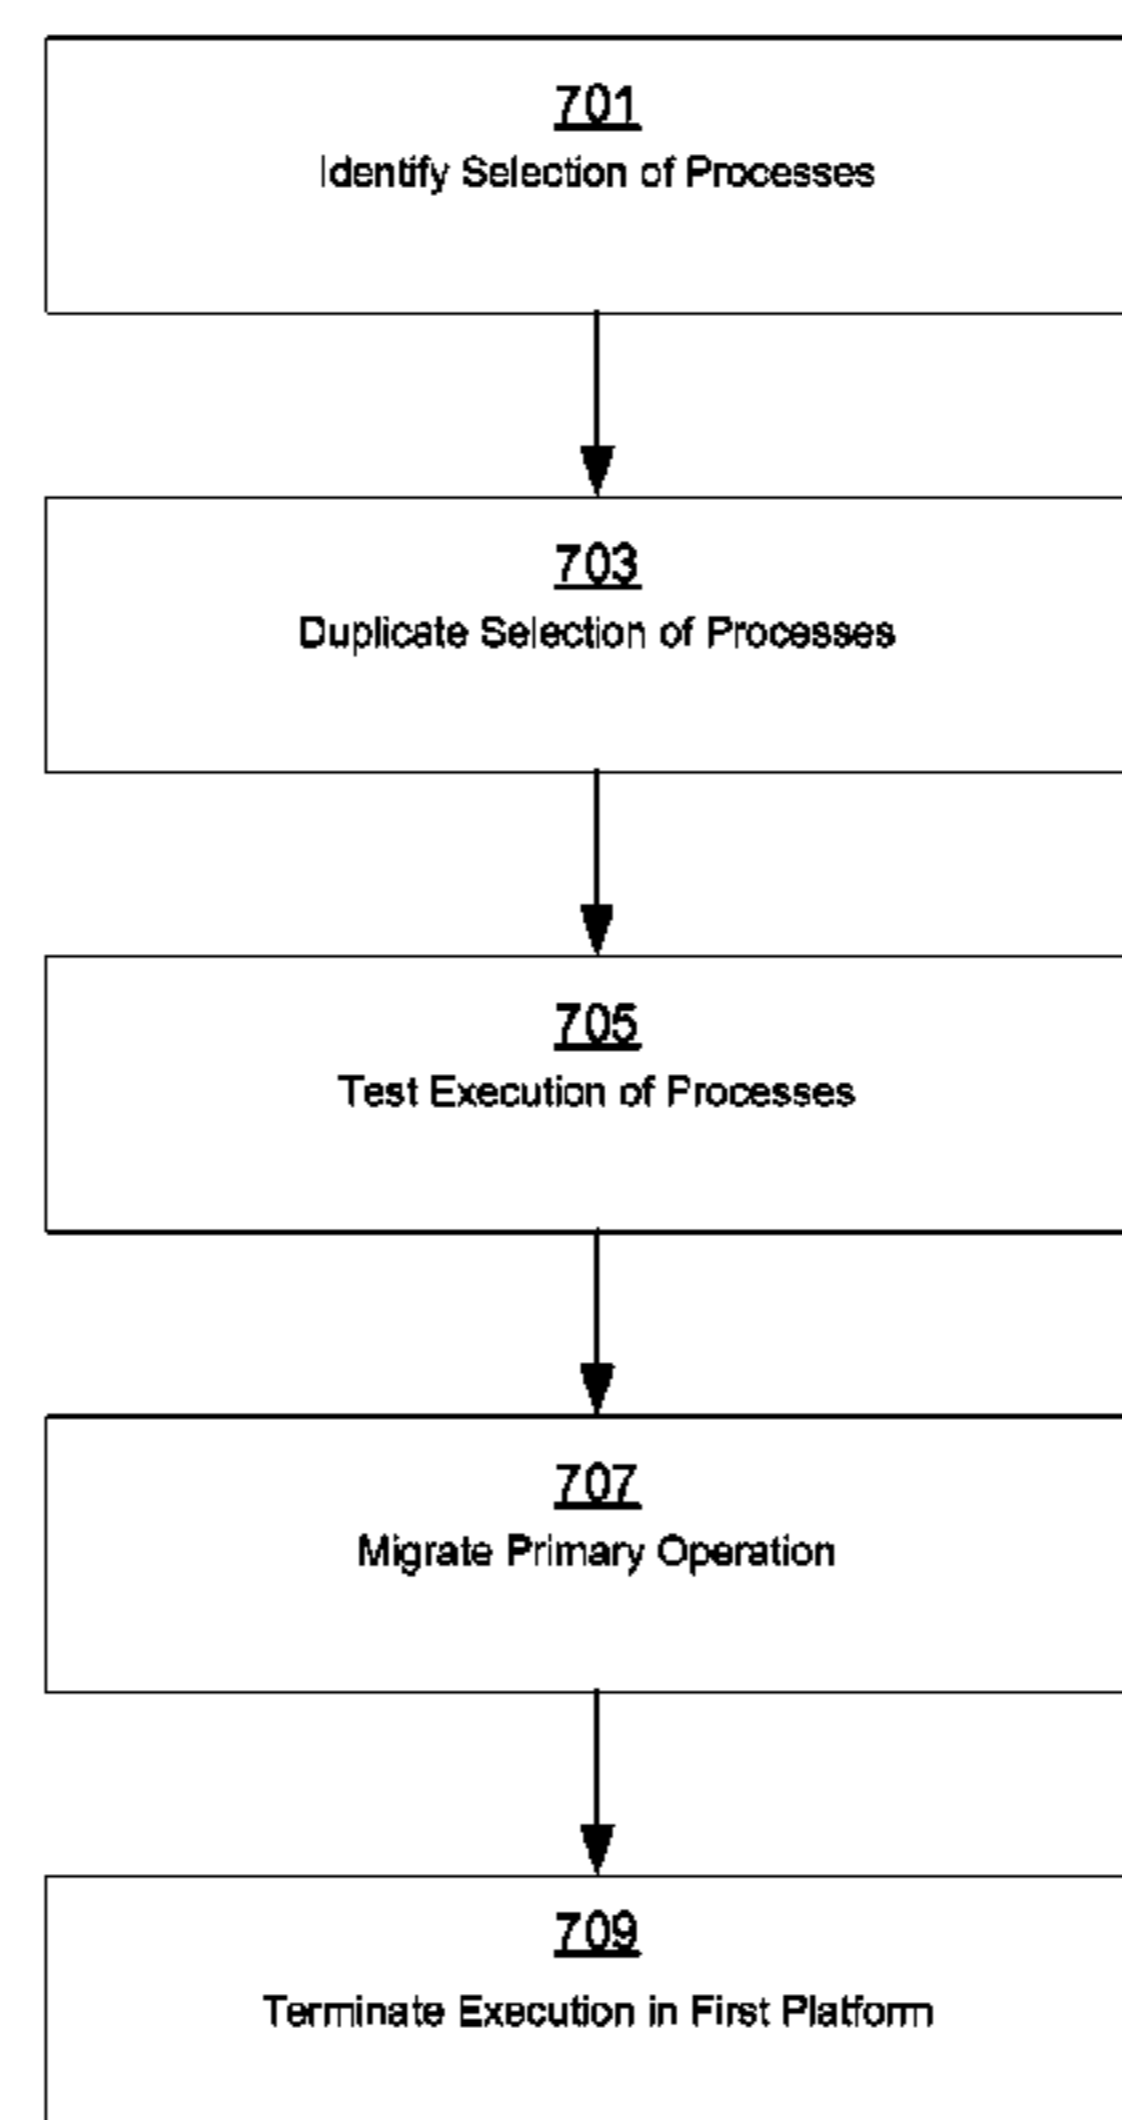 701
Identify Selection of Processes
703
Duplicate Selection of Processes
705
Test Execution of Processes
707
Migrate Primary Operation
709
Terminate Execution in First Platform